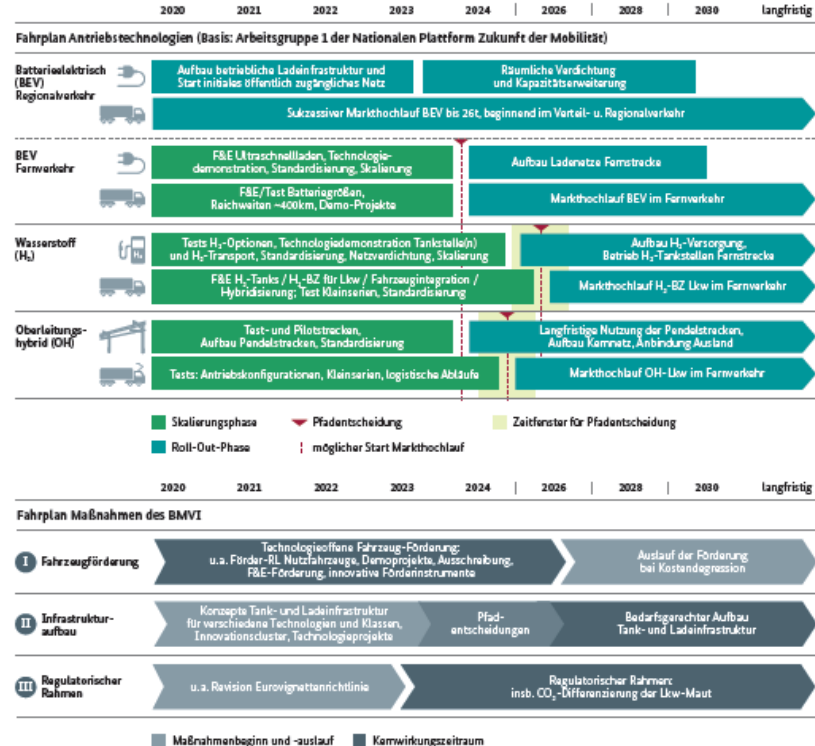 2020 2021 2022 2023 2024 2026 2028 2030 langfristig
Fahrplan Antriebstechnologien (Basis: Arbeitsgruppe 1 der Nationalen Plattform Zukunft der Mobilität)
Batterieelektrisch
(BEV)
Regionalverkehr
Aufbau betriebliche Ladeinfrastruktur und
Start initiales öffentlich zugängliches Netz
Räumliche Verdichtung
und Kapazitätserweiterung
Sukzessiver Markthochlauf BEV bis 26t, beginnend im Verteil- u. Regionalverkehr
BEV
Fernverkehr
F&E Ultraschnellladen, Technologie-
demonstration, Standardisierung, Skalierung
Aufbau Ladenetze Fernstrecke
F&E/Test Batteriegrößen,
Reichweiten ~400km, Demo-Projekte
Markthochlauf BEV im Fernverkehr
Wasserstoff
(H₂)
H₂
Tests H₂-Optionen, Technologiedemonstration Tankstelle(n)
und H₂-Transport, Standardisierung, Netzverdichtung, Skalierung
Aufbau H₂-Versorgung,
Betrieb H₂-Tankstellen Fernstrecke
F&E H₂-Tanks / H₂-BZ für Lkw / Fahrzeugintegration /
Hybridisierung; Test Kleinserien, Standardisierung
Markthochlauf H₂-BZ Lkw im Fernverkehr
Oberleitungs-
hybrid (OH)
Test- und Pilotstrecken,
Aufbau Pendelstrecken, Standardisierung
Langfristige Nutzung der Pendelstrecken,
Aufbau Kernnetz, Anbindung Ausland
Tests: Antriebskonfigurationen, Kleinserien, logistische Abläufe
Markthochlauf OH-Lkw im Fernverkehr
Skalierungsphase
Pfadentscheidung
Zeitfenster für Pfadentscheidung
Roll-Out-Phase
möglicher Start Markthochlauf
2020 2021 2022 2023 2024 2026 2028 2030 langfristig
Fahrplan Maßnahmen des BMVI
I Fahrzeugförderung
Technologieoffene Fahrzeug-Förderung:
u.a. Förder-RL Nutzfahrzeuge, Demoprojekte, Ausschreibung,
F&E-Förderung, innovative Förderinstrumente
Auslauf der Förderung
bei Kostendegression
II Infrastruktur-
aufbau
Konzepte Tank- und Ladeinfrastruktur
für verschiedene Technologien und Klassen,
Innovationscluster, Technologieprojekte
Pfad-
entscheidungen
Bedarfsgerechter Aufbau
Tank- und Ladeinfrastruktur
III Regulatorischer
Rahmen
u.a. Revision Eurovignettenrichtlinie
Regulatorischer Rahmen:
insb. CO₂-Differenzierung der Lkw-Maut
Maßnahmenbeginn und -auslauf
Kernwirkungszeitraum